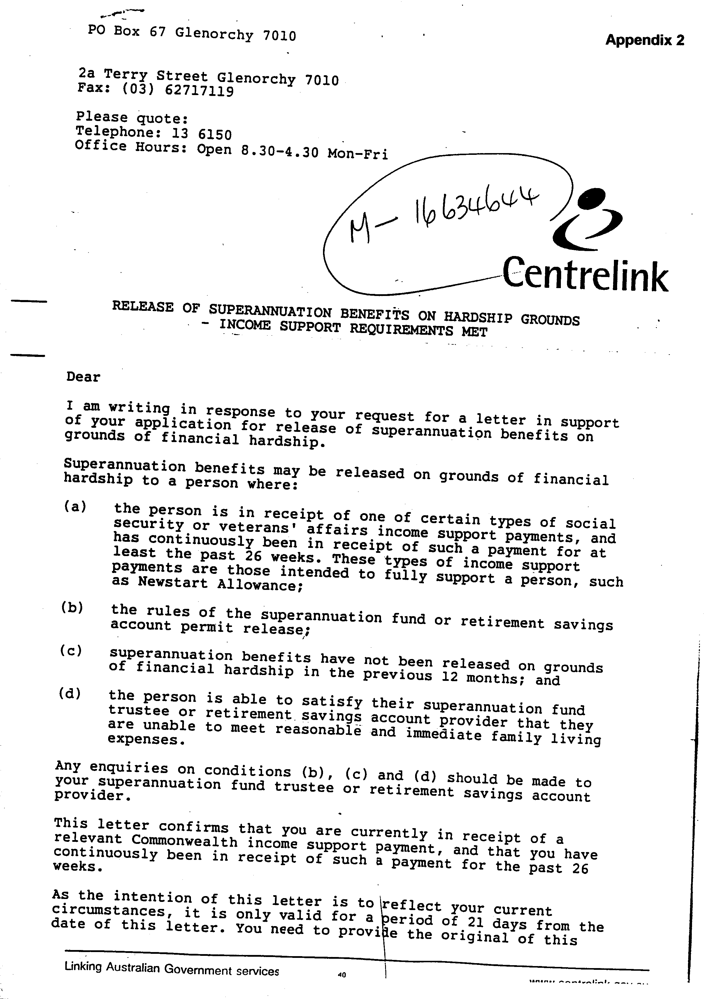 PO Box 67 Glenorchy 7010
Appendix 2
2a Terry Street Glenorchy 7010
Fax: (03) 62717119
Please quote:
Telephone: 13 6150
Office Hours: Open 8.30-4.30 Mon-Fri
M- 16634644
Centrelink
RELEASE OF SUPERANNUATION BENEFITS ON HARDSHIP GROUNDS
- INCOME SUPPORT REQUIREMENTS MET
Dear
I am writing in response to your request for a letter in support
of your application for release of superannuation benefits on
grounds of financial hardship.
Superannuation benefits may be released on grounds of financial
hardship to a person where:
(a) the person is in receipt of one of certain types of social
security or veterans' affairs income support payments, and
has continuously been in receipt of such a payment for at
least the past 26 weeks. These types of income support
payments are those intended to fully support a person, such
as Newstart Allowance;
(b) the rules of the superannuation fund or retirement savings
account permit release;
(c) superannuation benefits have not been released on grounds
of financial hardship in the previous 12 months; and
(d) the person is able to satisfy their superannuation fund
trustee or retirement savings account provider that they
are unable to meet reasonable and immediate family living
expenses.
Any enquiries on conditions (b), (c) and (d) should be made to
your superannuation fund trustee or retirement savings account
provider.
This letter confirms that you are currently in receipt of a
relevant Commonwealth income support payment, and that you have
continuously been in receipt of such a payment for the past 26
weeks.
As the intention of this letter is to reflect your current
circumstances, it is only valid for a period of 21 days from the
date of this letter. You need to provide the original of this
Linking Australian Government services
40